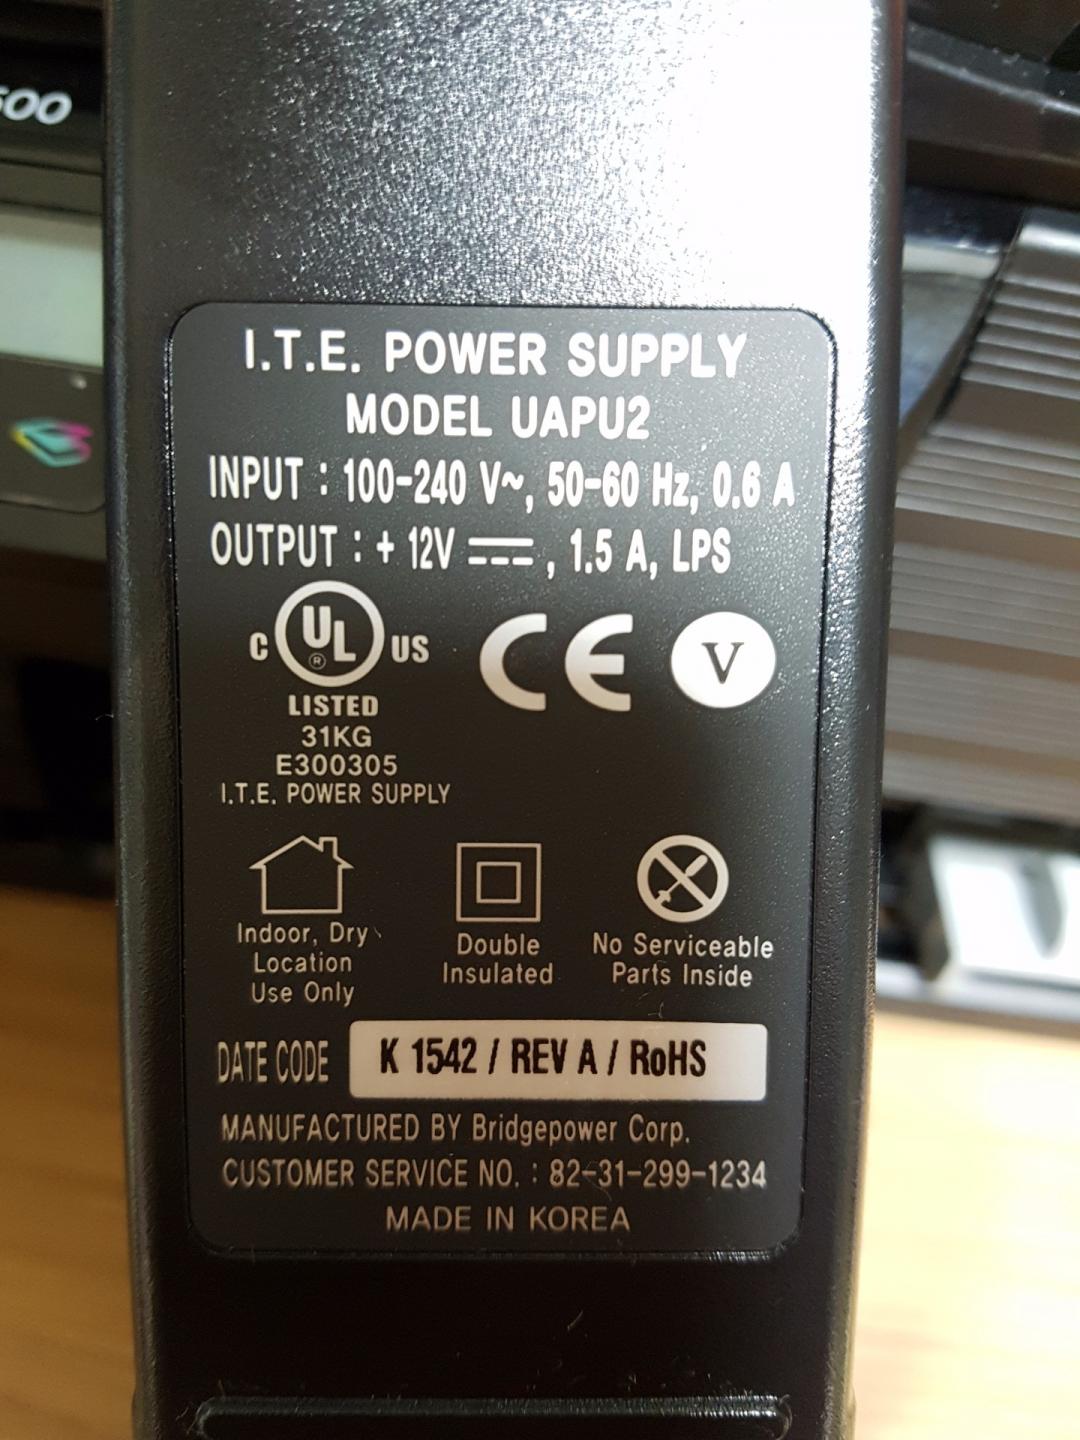 500
I.T.E. POWER SUPPLY
MODEL UAPU2
INPUT : 100-240 V~, 50-60 Hz, 0.6 A
OUTPUT : + 12V ⎓, 1.5 A, LPS
C UL ® US
LISTED
31KG
E300305
I.T.E. POWER SUPPLY
CE
V
Indoor, Dry
Location
Use Only
Double
Insulated
No Serviceable
Parts Inside
DATE CODE K 1542 / REV A / RoHS
MANUFACTURED BY Bridgepower Corp.
CUSTOMER SERVICE NO. : 82-31-299-1234
MADE IN KOREA